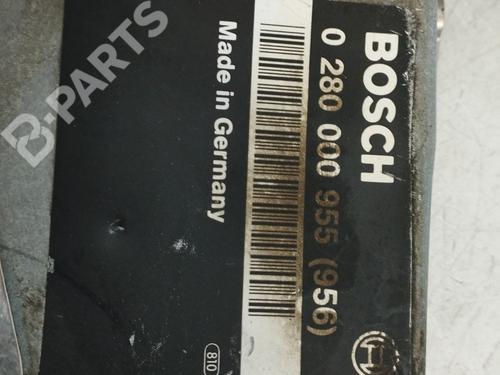 BOSCH
0 280 000 955 (956)
Made in Germany
810
B-PARTS